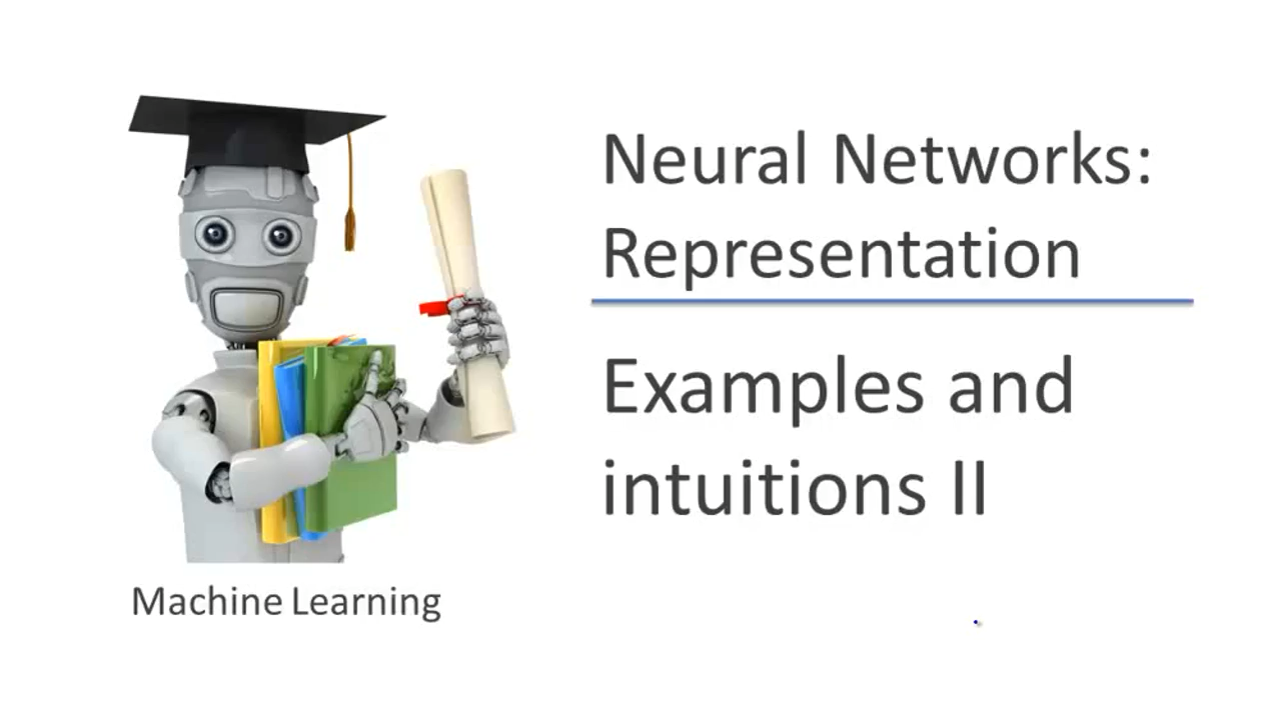 Neural Networks:
Representation
Examples and
intuitions II
Machine Learning